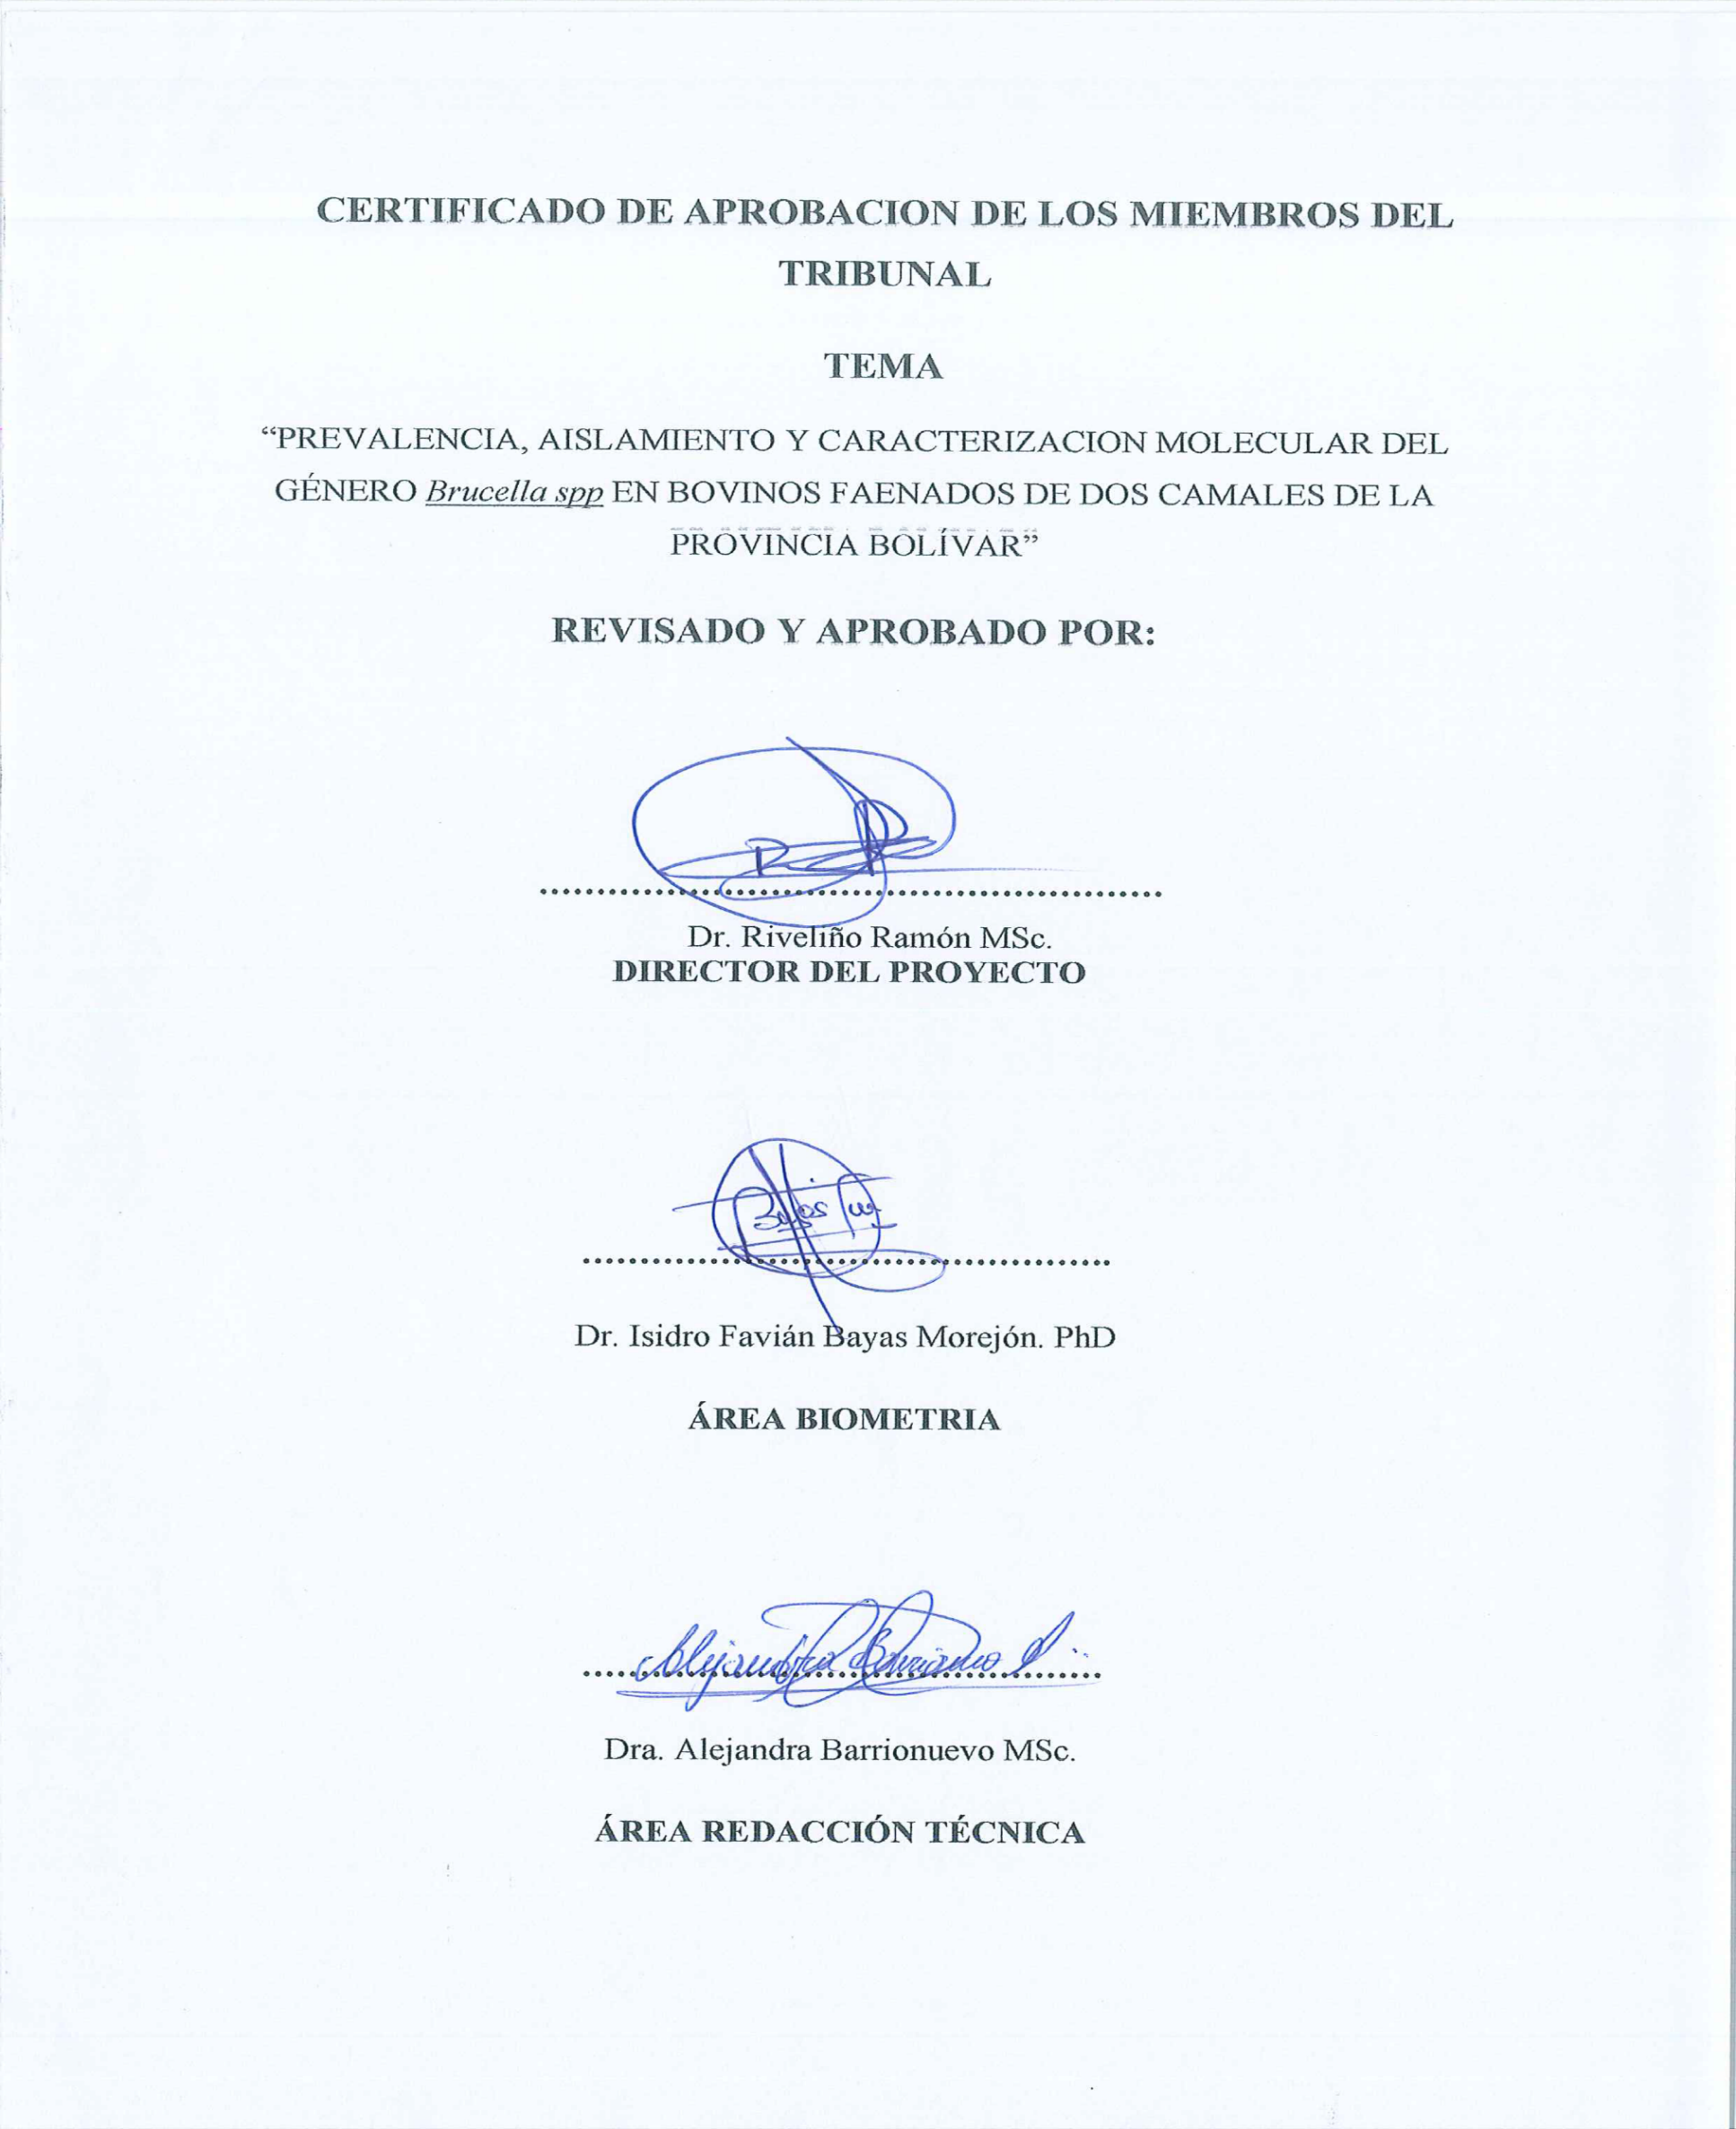 CERTIFICADO DE APROBACION DE LOS MIEMBROS DEL
TRIBUNAL
TEMA
“PREVALENCIA, AISLAMIENTO Y CARACTERIZACION MOLECULAR DEL
GÉNERO Brucella spp EN BOVINOS FAENADOS DE DOS CAMALES DE LA
PROVINCIA BOLÍVAR”
REVISADO Y APROBADO POR:
Dr. Riveliño Ramón MSc.
DIRECTOR DEL PROYECTO
Dr. Isidro Favián Bayas Morejón. PhD
ÁREA BIOMETRIA
Dra. Alejandra Barrionuevo MSc.
ÁREA REDACCIÓN TÉCNICA